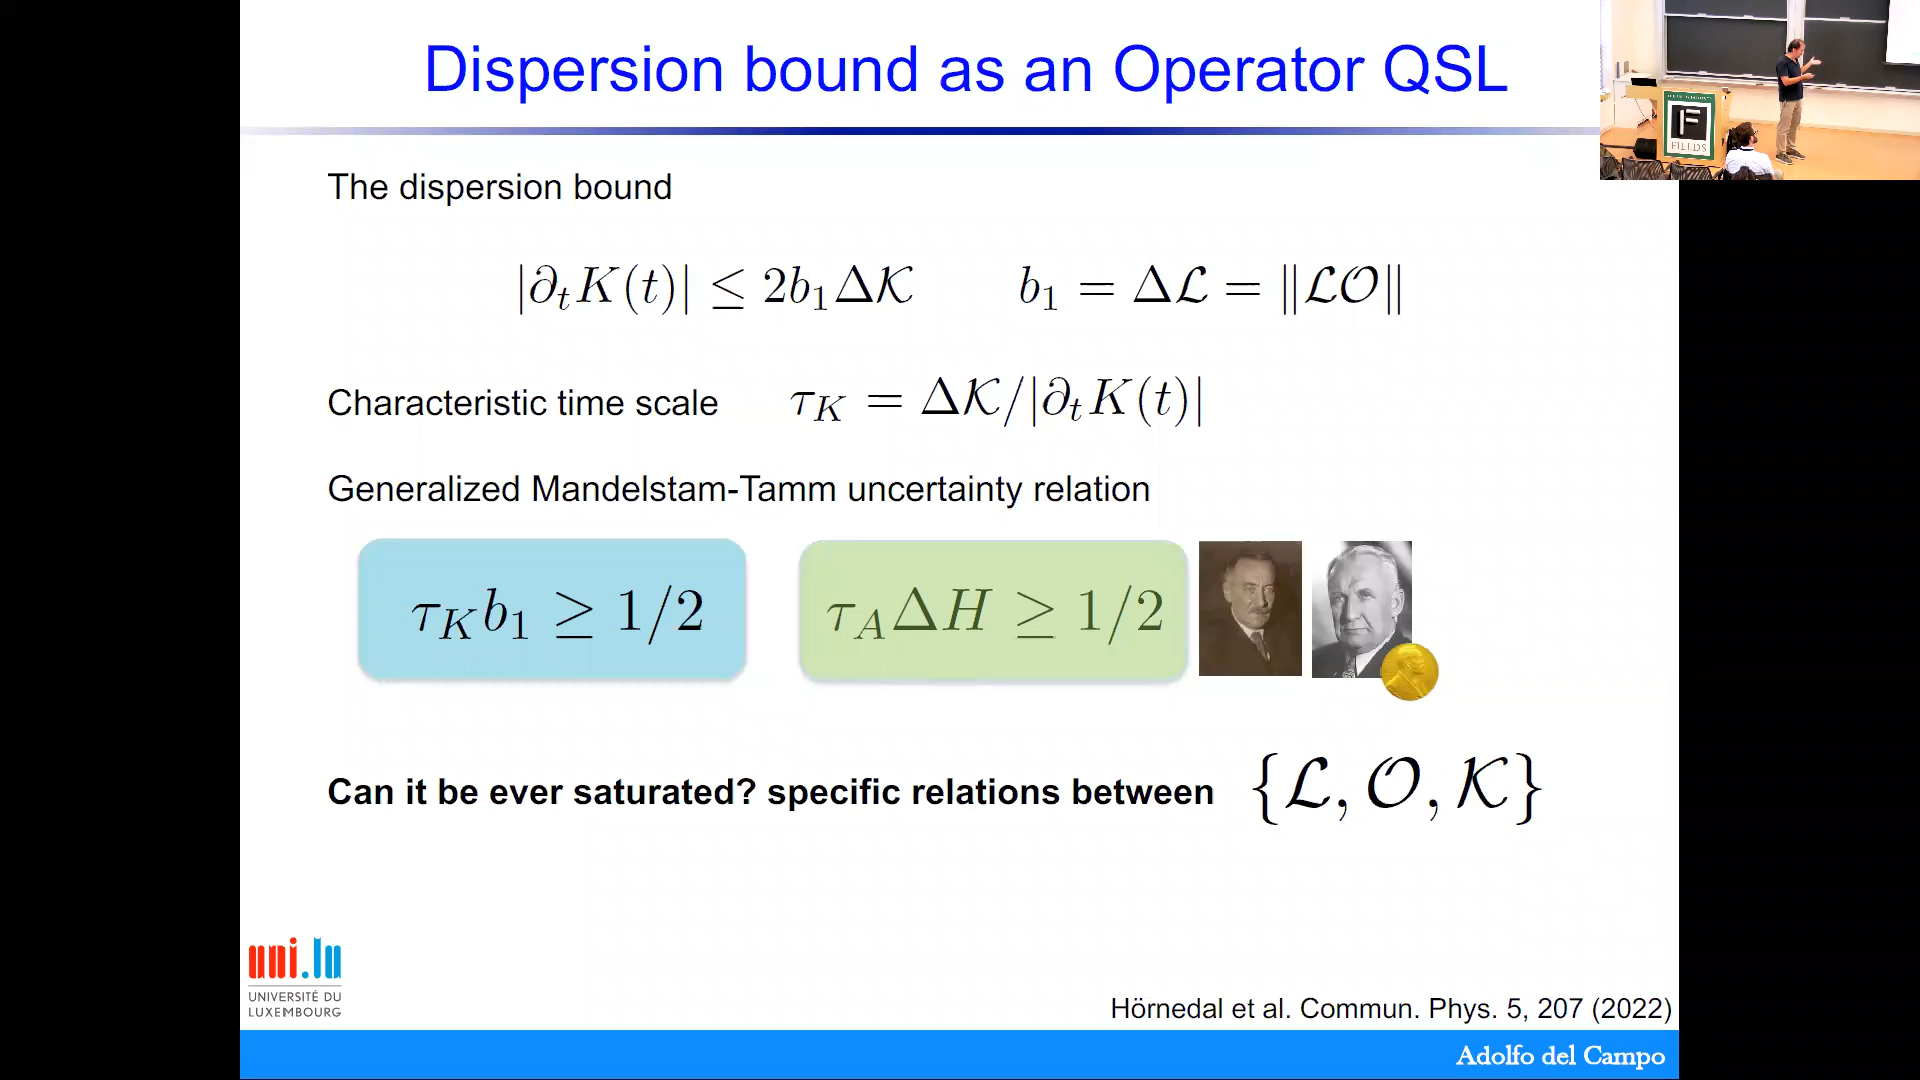 Dispersion bound as an Operator QSL
The dispersion bound
|∂ₜK(t)| ≤ 2b₁Δ𝒦    b₁ = Δℒ = ‖ℒ𝒪‖
Characteristic time scale    τ_K = Δ𝒦/|∂ₜK(t)|
Generalized Mandelstam-Tamm uncertainty relation
τ_K b₁ ≥ 1/2    τ_A ΔH ≥ 1/2
Can it be ever saturated? specific relations between {ℒ, 𝒪, 𝒦}
uni.lu
UNIVERSITÉ DU
LUXEMBOURG
Hörnedal et al. Commun. Phys. 5, 207 (2022)
Adolfo del Campo
F
FIELDS